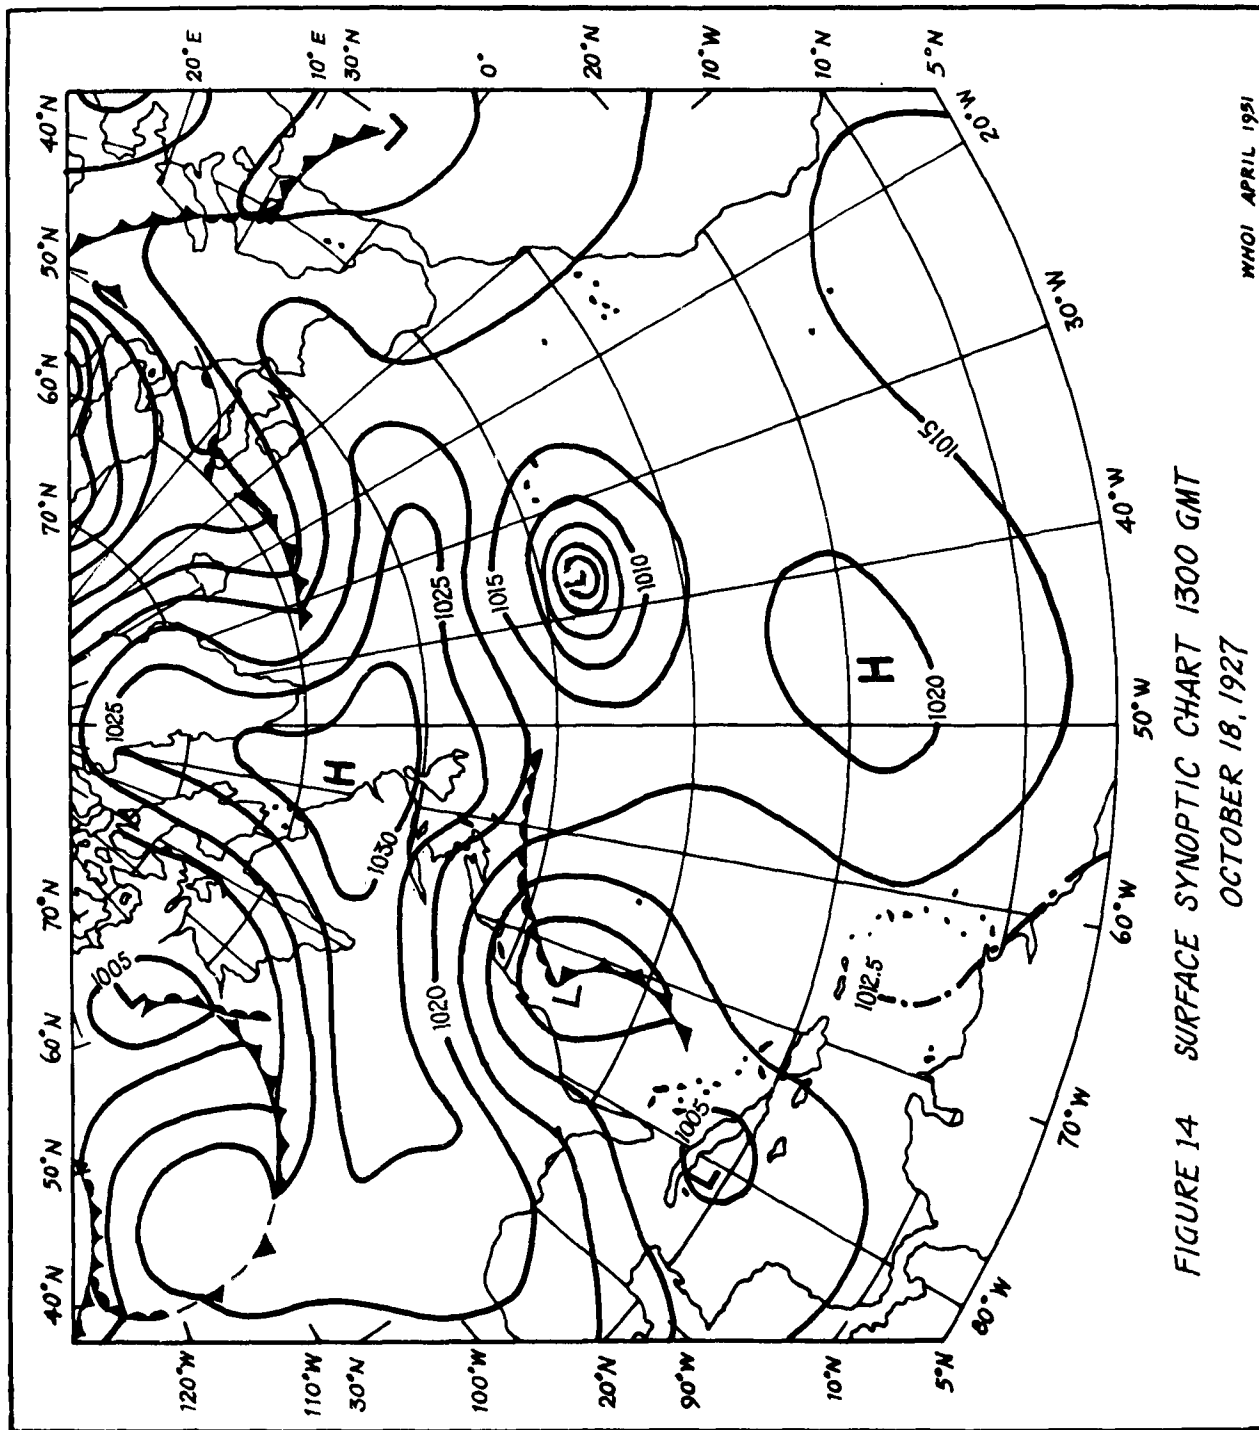 40°N
50°N
60°N
70°N
70°N
60°N
50°N
40°N
20°E
10°E
30°N
0°
20°N
10°W
10°N
5°N
20°W
30°W
40°W
50°W
60°W
70°W
80°W
120°W
110°W
30°N
100°W
20°N
90°W
10°N
5°N
1025
1005
H
1030
1025
1015
L
1010
1020
L
L
1005
L
1012.5
H
1020
1015
L
FIGURE 14 SURFACE SYNOPTIC CHART 1300 GMT
OCTOBER 18, 1927
WHOI APRIL 1951